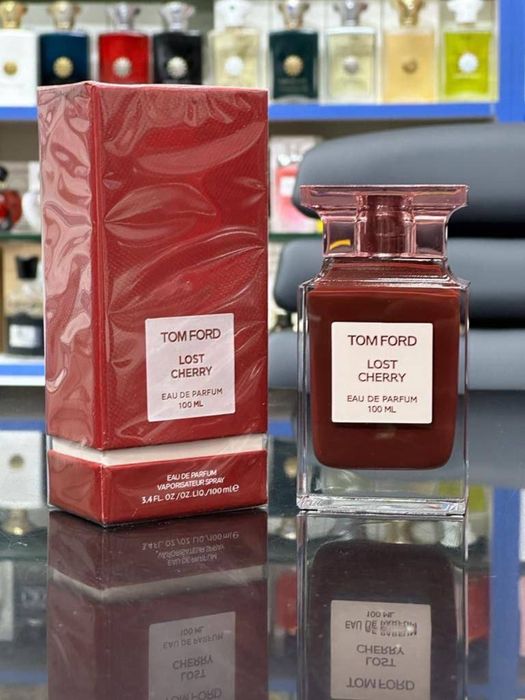 TOM FORD
LOST
CHERRY
EAU DE PARFUM
100 ML
EAU DE PARFUM
VAPORISATEUR SPRAY
3.4 FL. OZ/OZ. LIQ./100 ml ℮
TOM FORD
LOST
CHERRY
EAU DE PARFUM
100 ML